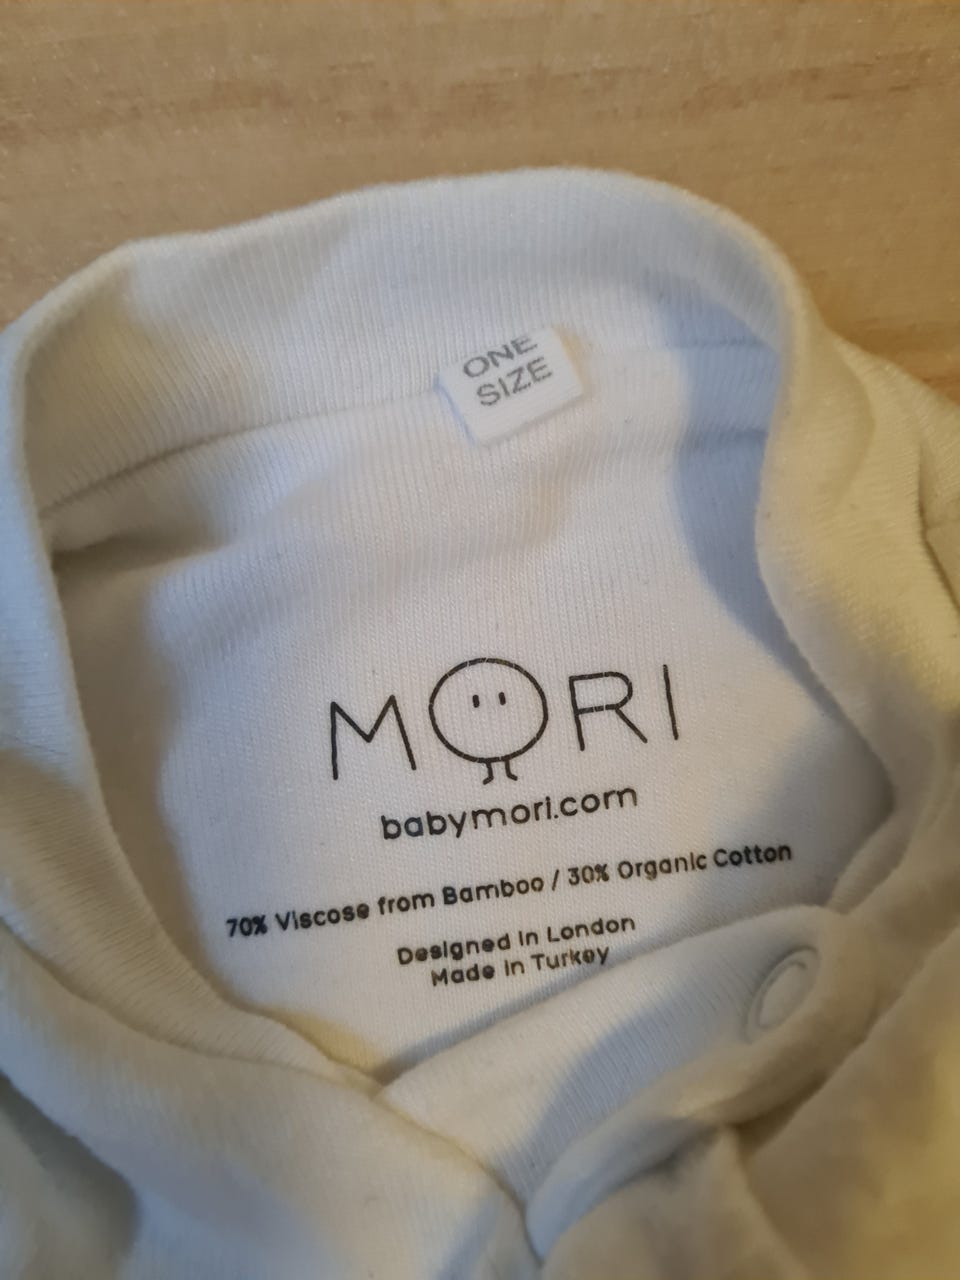 ONE
SIZE
MORI
babymori.com
70% Viscose from Bamboo / 30% Organic Cotton
Designed in London
Made in Turkey